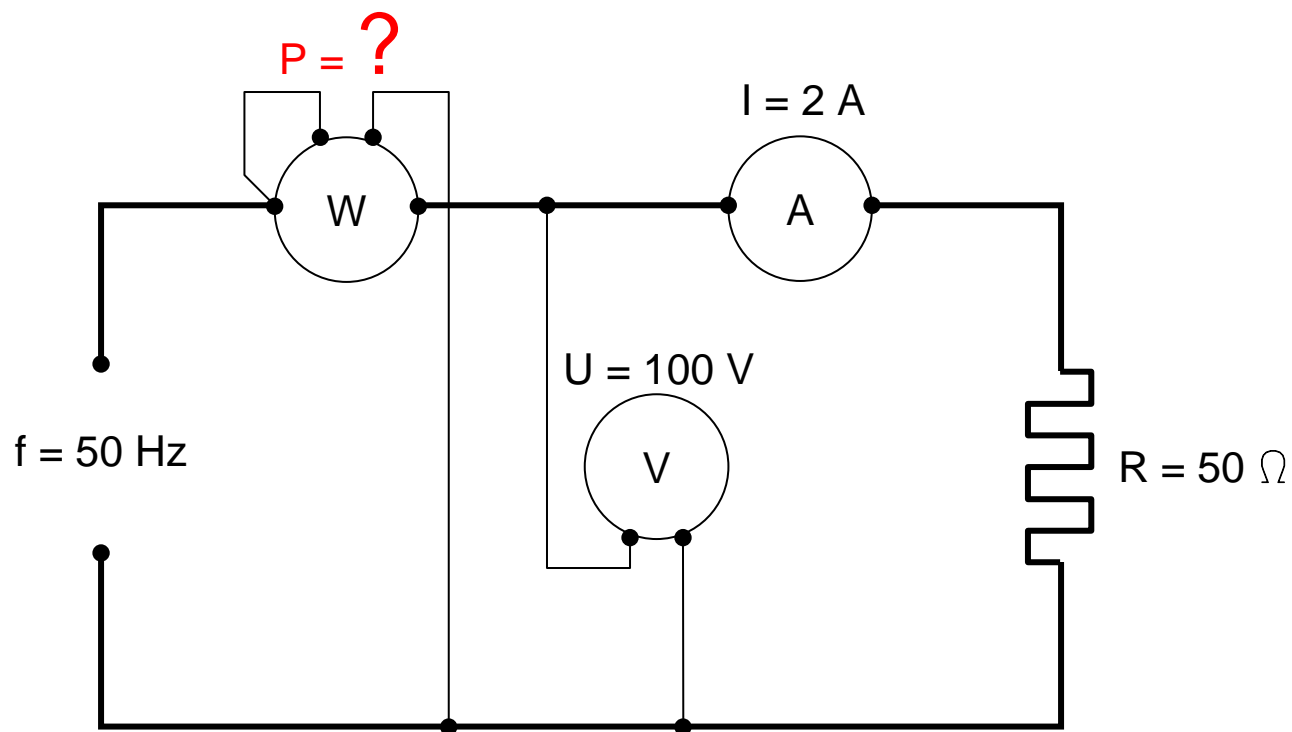 P = ?
I = 2 A
W
A
U = 100 V
f = 50 Hz
V
R = 50 Ω